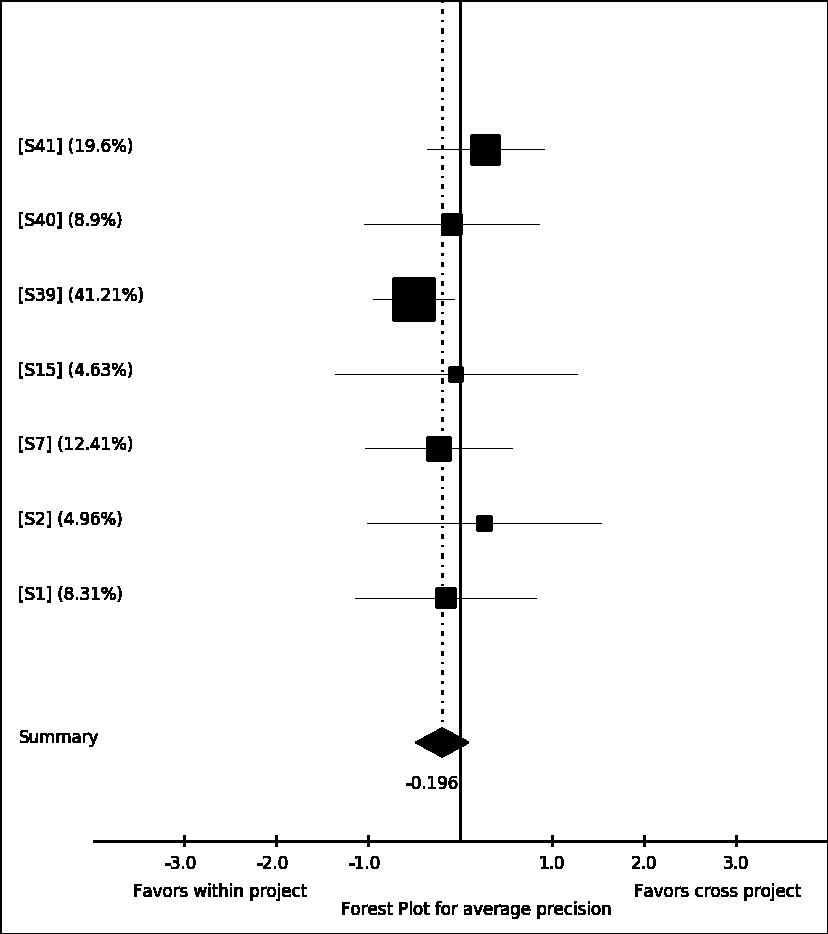 [S41] (19.6%)
[S40] (8.9%)
[S39] (41.21%)
[S15] (4.63%)
[S7] (12.41%)
[S2] (4.96%)
[S1] (8.31%)
Summary
-0.196
-3.0 -2.0 -1.0 1.0 2.0 3.0
Favors within project Favors cross project
Forest Plot for average precision